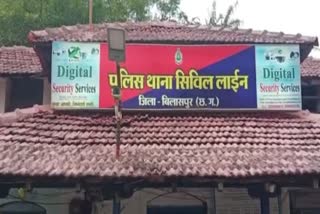 Digital
Security Services
पुलिस थाना सिविल लाईन
जिला - बिलासपुर (छ. ग.)
Digital
Security Services